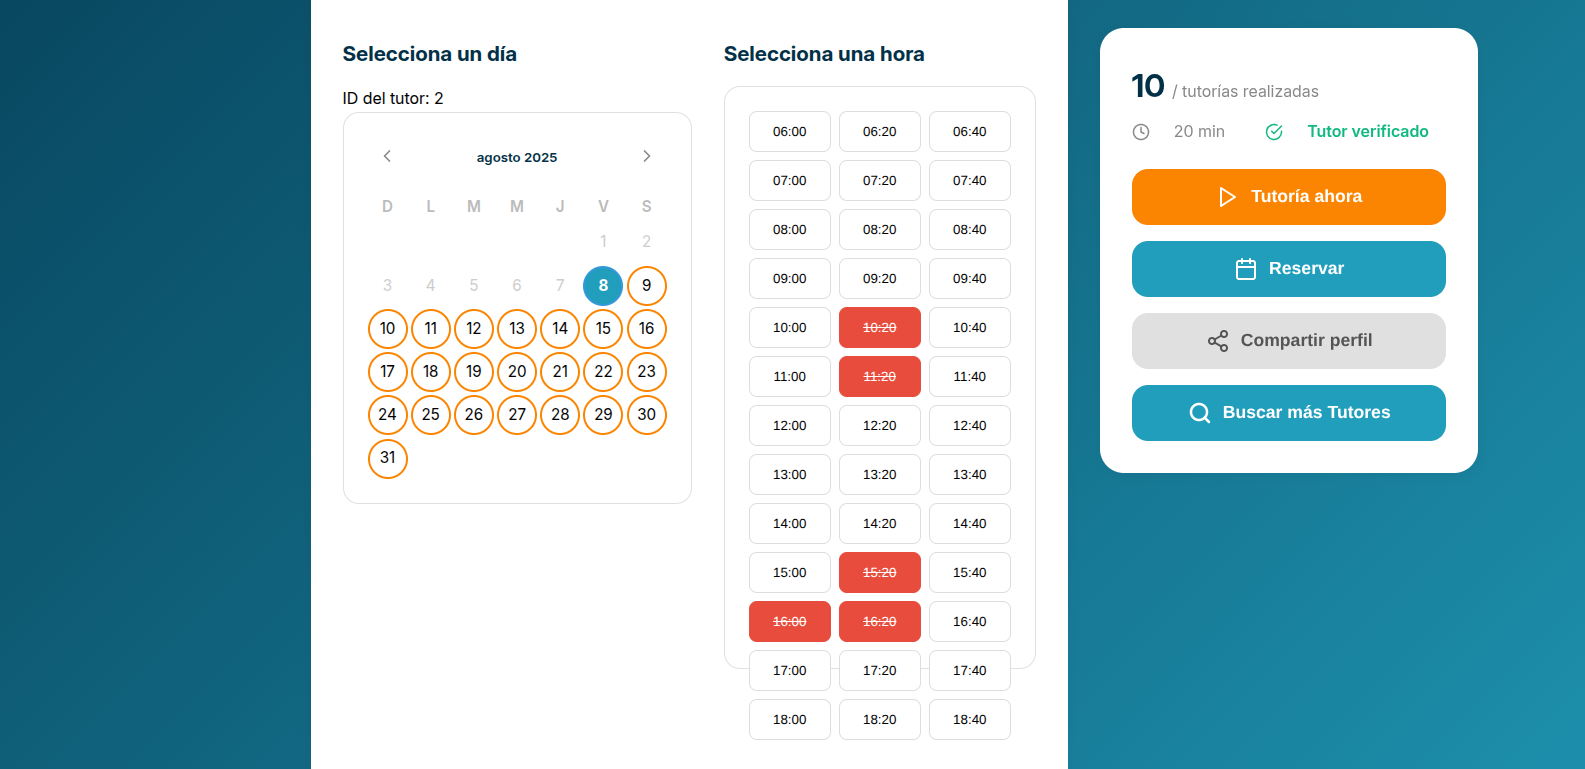 Selecciona un día
ID del tutor: 2
agosto 2025
D L M M J V S
1 2
3 4 5 6 7 8 9
10 11 12 13 14 15 16
17 18 19 20 21 22 23
24 25 26 27 28 29 30
31
Selecciona una hora
06:00 06:20 06:40
07:00 07:20 07:40
08:00 08:20 08:40
09:00 09:20 09:40
10:00 10:20 10:40
11:00 11:20 11:40
12:00 12:20 12:40
13:00 13:20 13:40
14:00 14:20 14:40
15:00 15:20 15:40
16:00 16:20 16:40
17:00 17:20 17:40
18:00 18:20 18:40
10 / tutorías realizadas
20 min Tutor verificado
Tutoría ahora
Reservar
Compartir perfil
Buscar más Tutores